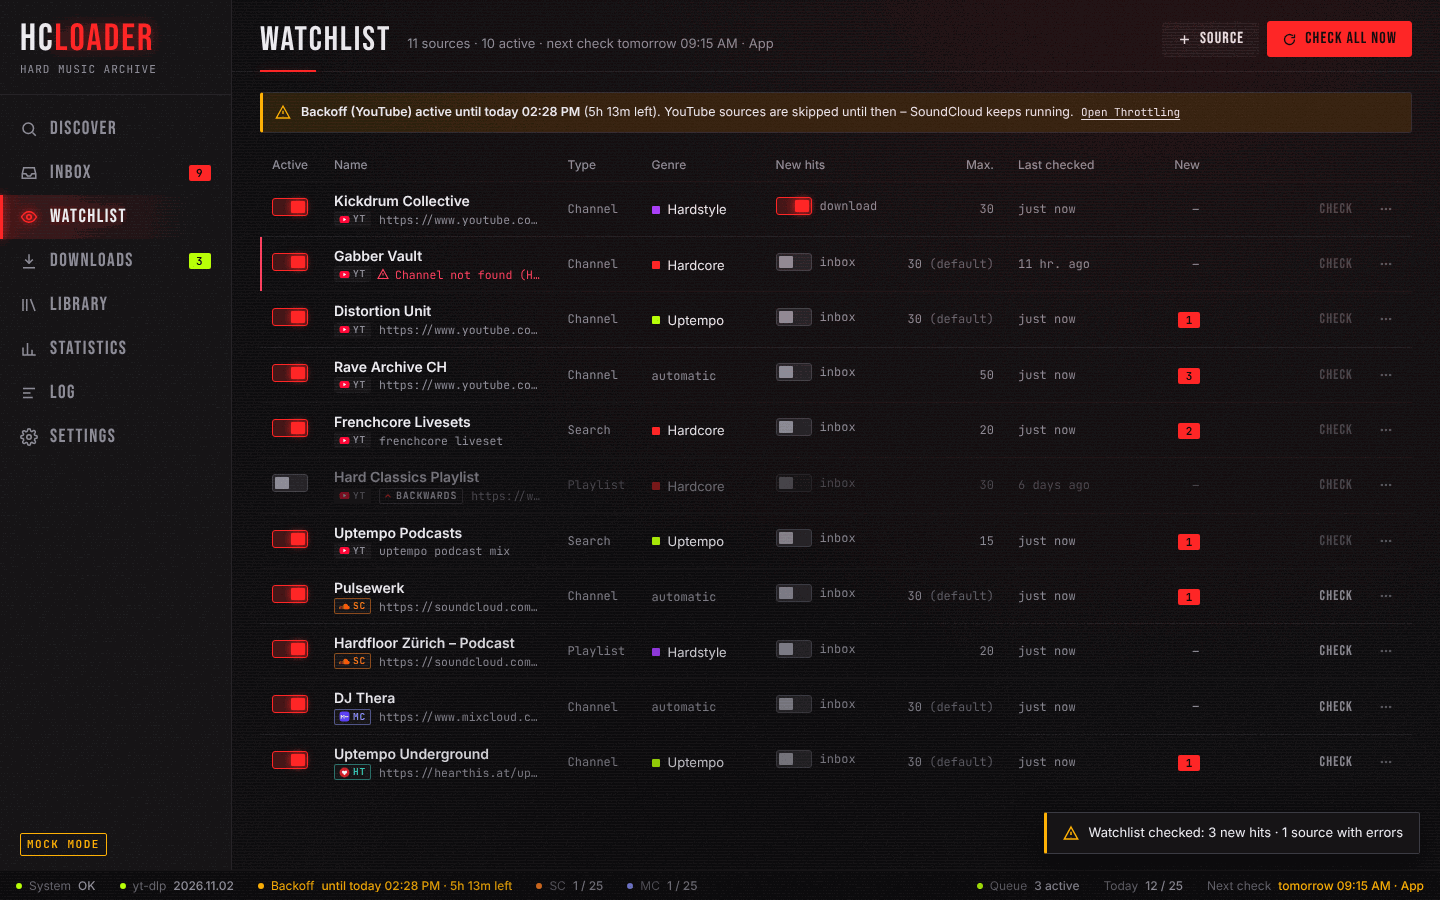 HCLOADER
HARD MUSIC ARCHIVE
DISCOVER
INBOX 9
WATCHLIST
DOWNLOADS 3
LIBRARY
STATISTICS
LOG
SETTINGS
MOCK MODE
WATCHLIST 11 sources · 10 active · next check tomorrow 09:15 AM · App
+ SOURCE
CHECK ALL NOW
Backoff (YouTube) active until today 02:28 PM (5h 13m left). YouTube sources are skipped until then – SoundCloud keeps running. Open Throttling
Active Name Type Genre New hits Max. Last checked New
Kickdrum Collective
YT https://www.youtube.co… Channel Hardstyle download 30 just now – CHECK ···
Gabber Vault
YT Channel not found (H… Channel Hardcore inbox 30 (default) 11 hr. ago – CHECK ···
Distortion Unit
YT https://www.youtube.co… Channel Uptempo inbox 30 (default) just now 1 CHECK ···
Rave Archive CH
YT https://www.youtube.co… Channel automatic inbox 50 just now 3 CHECK ···
Frenchcore Livesets
YT frenchcore liveset Search Hardcore inbox 20 just now 2 CHECK ···
Hard Classics Playlist
YT BACKWARDS https://w… Playlist Hardcore inbox 30 6 days ago – CHECK ···
Uptempo Podcasts
YT uptempo podcast mix Search Uptempo inbox 15 just now 1 CHECK ···
Pulsewerk
SC https://soundcloud.com… Channel automatic inbox 30 (default) just now 1 CHECK ···
Hardfloor Zürich – Podcast
SC https://soundcloud.com… Playlist Hardstyle inbox 20 just now – CHECK ···
DJ Thera
MC https://www.mixcloud.c… Channel automatic inbox 30 (default) just now – CHECK ···
Uptempo Underground
HT https://hearthis.at/up… Channel Uptempo inbox 30 (default) just now 1 CHECK ···
Watchlist checked: 3 new hits · 1 source with errors
System OK yt-dlp 2026.11.02 Backoff until today 02:28 PM · 5h 13m left SC 1 / 25 MC 1 / 25 Queue 3 active Today 12 / 25 Next check tomorrow 09:15 AM · App